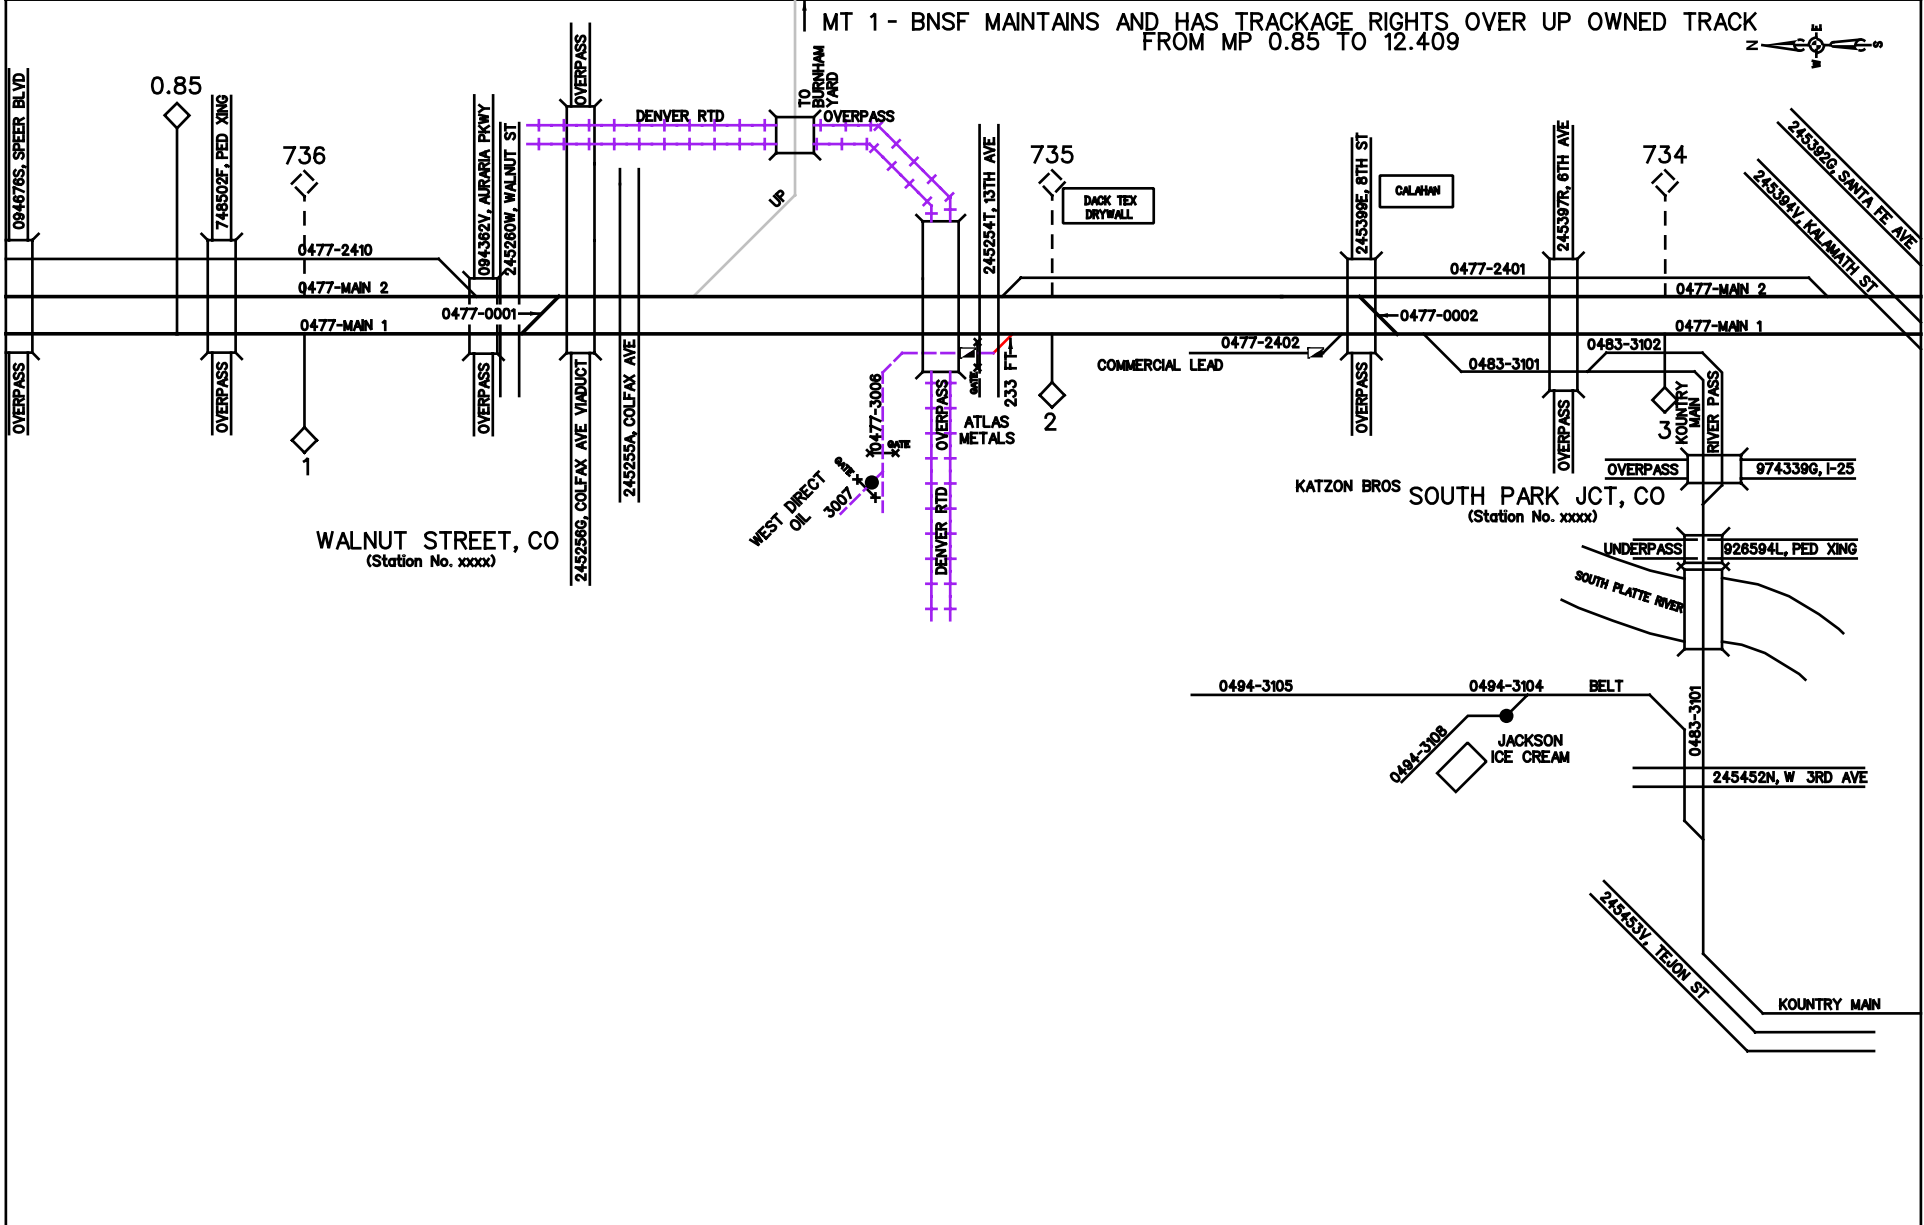 MT 1 - BNSF MAINTAINS AND HAS TRACKAGE RIGHTS OVER UP OWNED TRACK
FROM MP 0.85 TO 12.409
N
E
W
S
094676S, SPEER BLVD
OVERPASS
0.85
748502F, PED XING
OVERPASS
736
1
0477-2410
0477-MAIN 2
0477-MAIN 1
094362V, AURARIA PKWY
OVERPASS
245260W, WALNUT ST
0477-0001
OVERPASS
245256G, COLFAX AVE VIADUCT
245255A, COLFAX AVE
DENVER RTD
TO
BURNHAM
YARD
OVERPASS
UP
245254T, 13TH AVE
735
2
DACK TEX
DRYWALL
233 FT
GATE
ATLAS
METALS
OVERPASS
DENVER RTD
0477-3006
GATE
GATE
WEST DIRECT
OIL
3007
WALNUT STREET, CO
(Station No. xxxx)
0477-2402
COMMERCIAL LEAD
245399E, 8TH ST
OVERPASS
CALAHAN
0477-0002
0477-2401
245397R, 6TH AVE
OVERPASS
734
3
0477-MAIN 2
0477-MAIN 1
245392G, SANTA FE AVE
245394V, KALAMATH ST
0483-3101
0483-3102
KOUNTRY
MAIN
RIVER PASS
KATZON BROS
SOUTH PARK JCT, CO
(Station No. xxxx)
OVERPASS
974339G, I-25
UNDERPASS
926594L, PED XING
SOUTH PLATTE RIVER
0494-3105
0494-3104
BELT
0494-3108
JACKSON
ICE CREAM
0483-3101
245452N, W 3RD AVE
245453V, TEJON ST
KOUNTRY MAIN